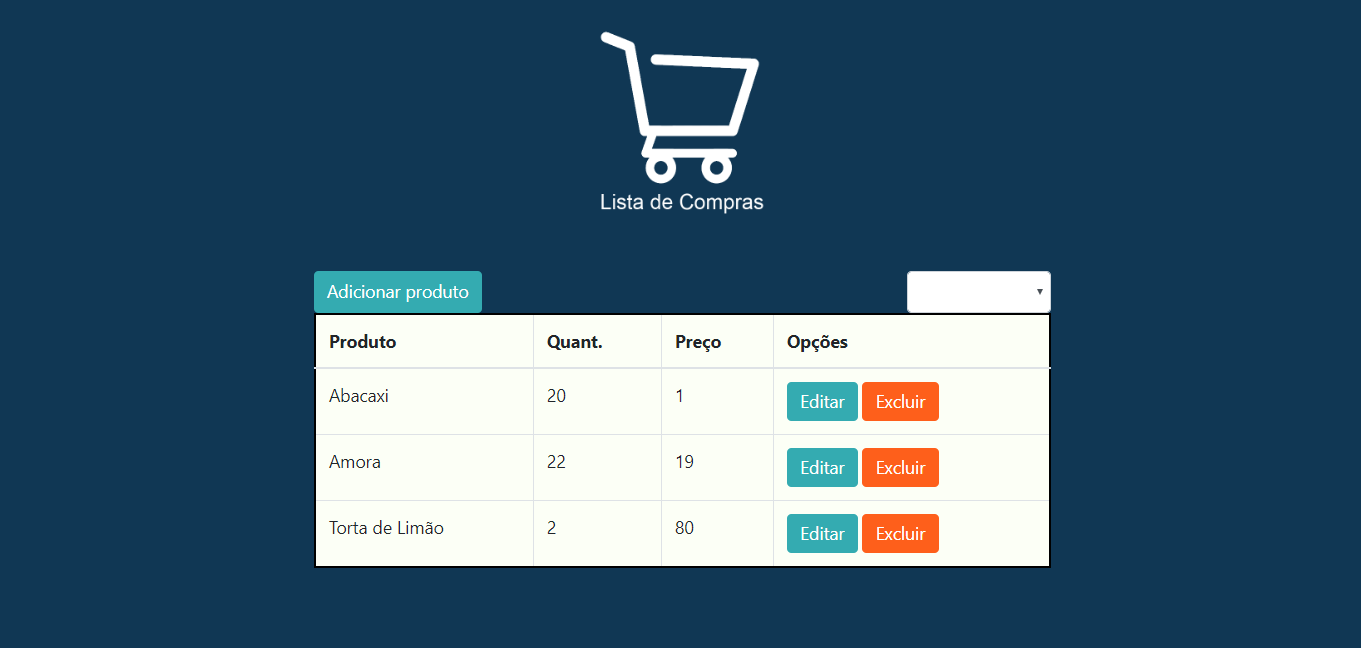 Lista de Compras
Adicionar produto
Produto Quant. Preço Opções
Abacaxi 20 1 Editar Excluir
Amora 22 19 Editar Excluir
Torta de Limão 2 80 Editar Excluir